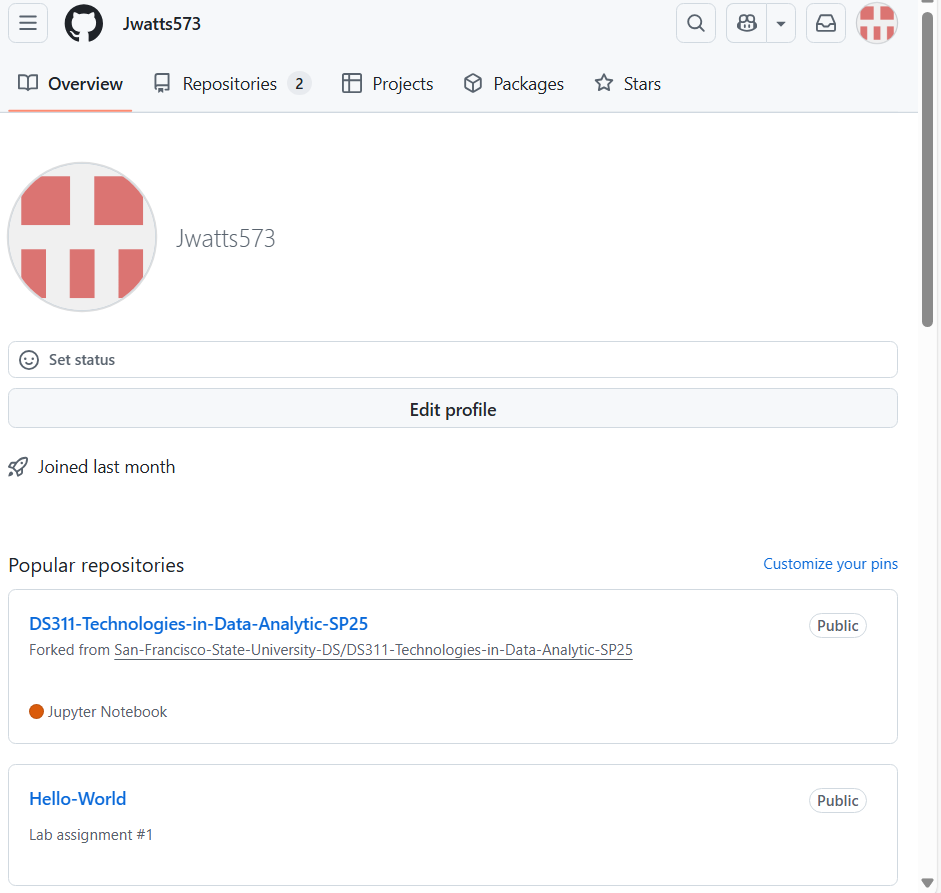 Jwatts573
Overview
Repositories 2
Projects
Packages
Stars
Jwatts573
Set status
Edit profile
Joined last month
Popular repositories
Customize your pins
DS311-Technologies-in-Data-Analytic-SP25
Public
Forked from San-Francisco-State-University-DS/DS311-Technologies-in-Data-Analytic-SP25
Jupyter Notebook
Hello-World
Public
Lab assignment #1